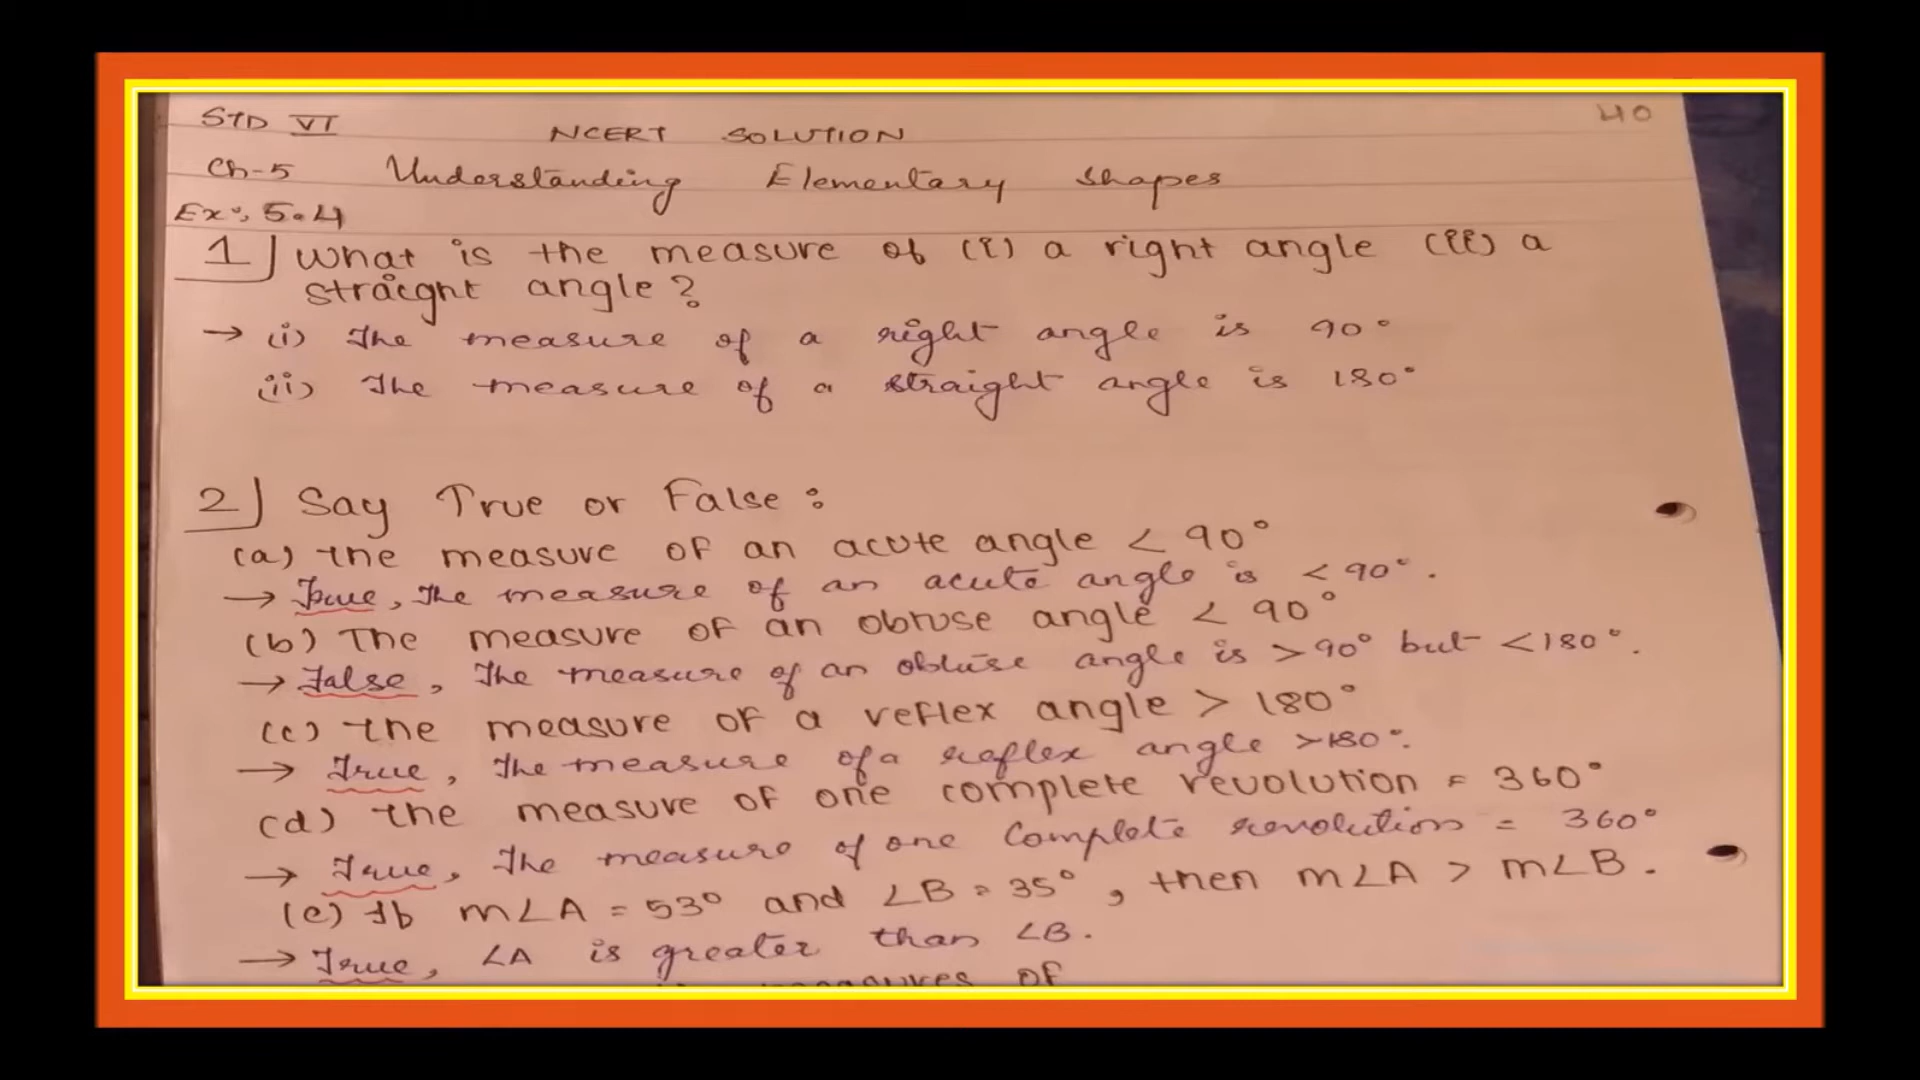 STD VI NCERT SOLUTION 40
Ch-5 Understanding Elementary Shapes
Ex:, 5.4
1] What is the measure of (i) a right angle (ii) a
straight angle?
→ (i) The measure of a right angle is 90°
(ii) The measure of a straight angle is 180°
2] Say True or False:
(a) the measure of an acute angle < 90°
→ True, The measure of an acute angle is < 90°.
(b) The measure of an obtuse angle < 90°
→ False, The measure of an obtuse angle is > 90° but < 180°.
(c) the measure of a reflex angle > 180°
→ True, The measure of a reflex angle > 180°.
(d) the measure of one complete revolution = 360°
→ True, The measure of one complete revolution = 360°
(e) If m∠A = 53° and ∠B = 35°, then m∠A > m∠B.
→ True, ∠A is greater than ∠B.
measures of